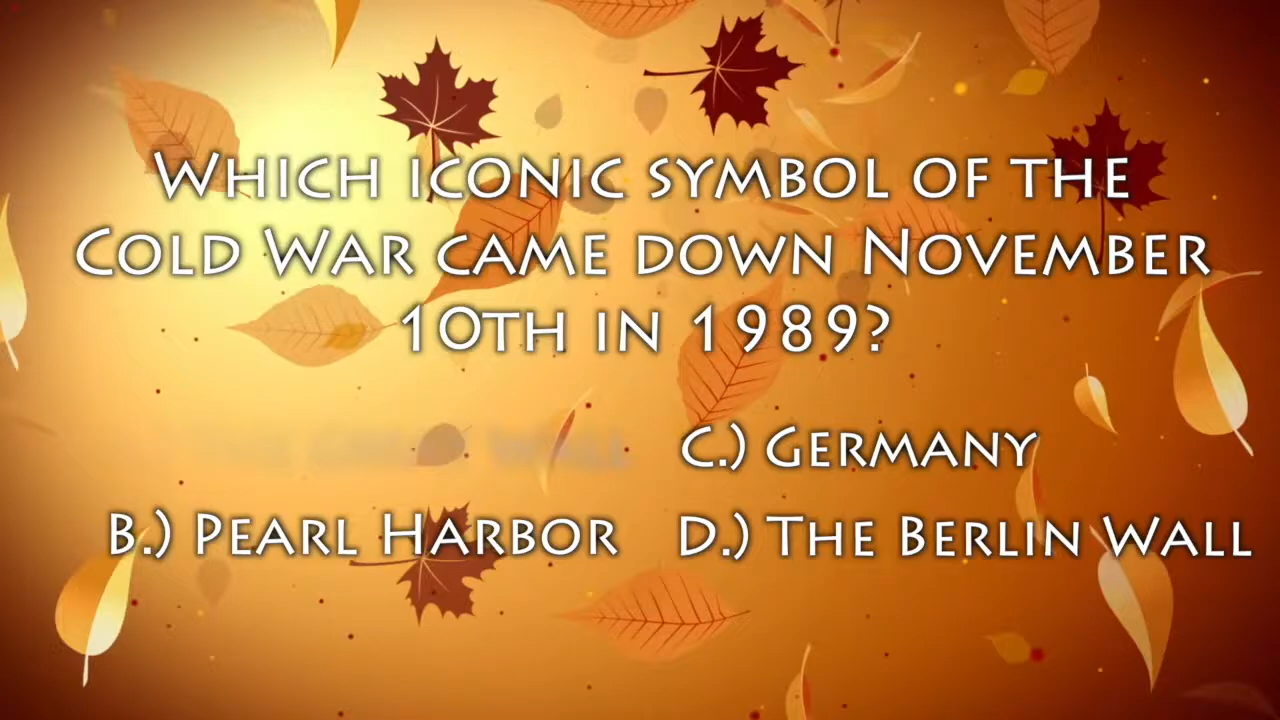 Which iconic symbol of the
Cold War came down November
10th in 1989?
C.) Germany
B.) Pearl Harbor
D.) The Berlin Wall